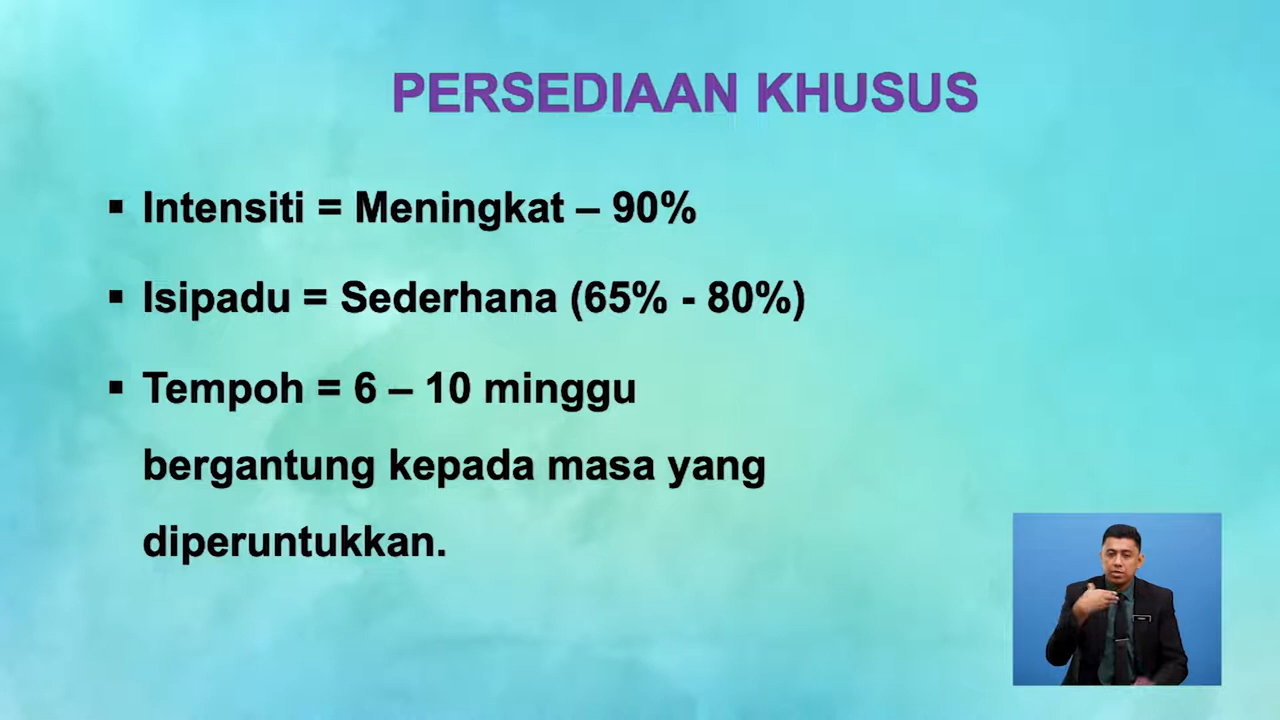 PERSEDIAAN KHUSUS
▪ Intensiti = Meningkat – 90%
▪ Isipadu = Sederhana (65% - 80%)
▪ Tempoh = 6 – 10 minggu
bergantung kepada masa yang
diperuntukkan.